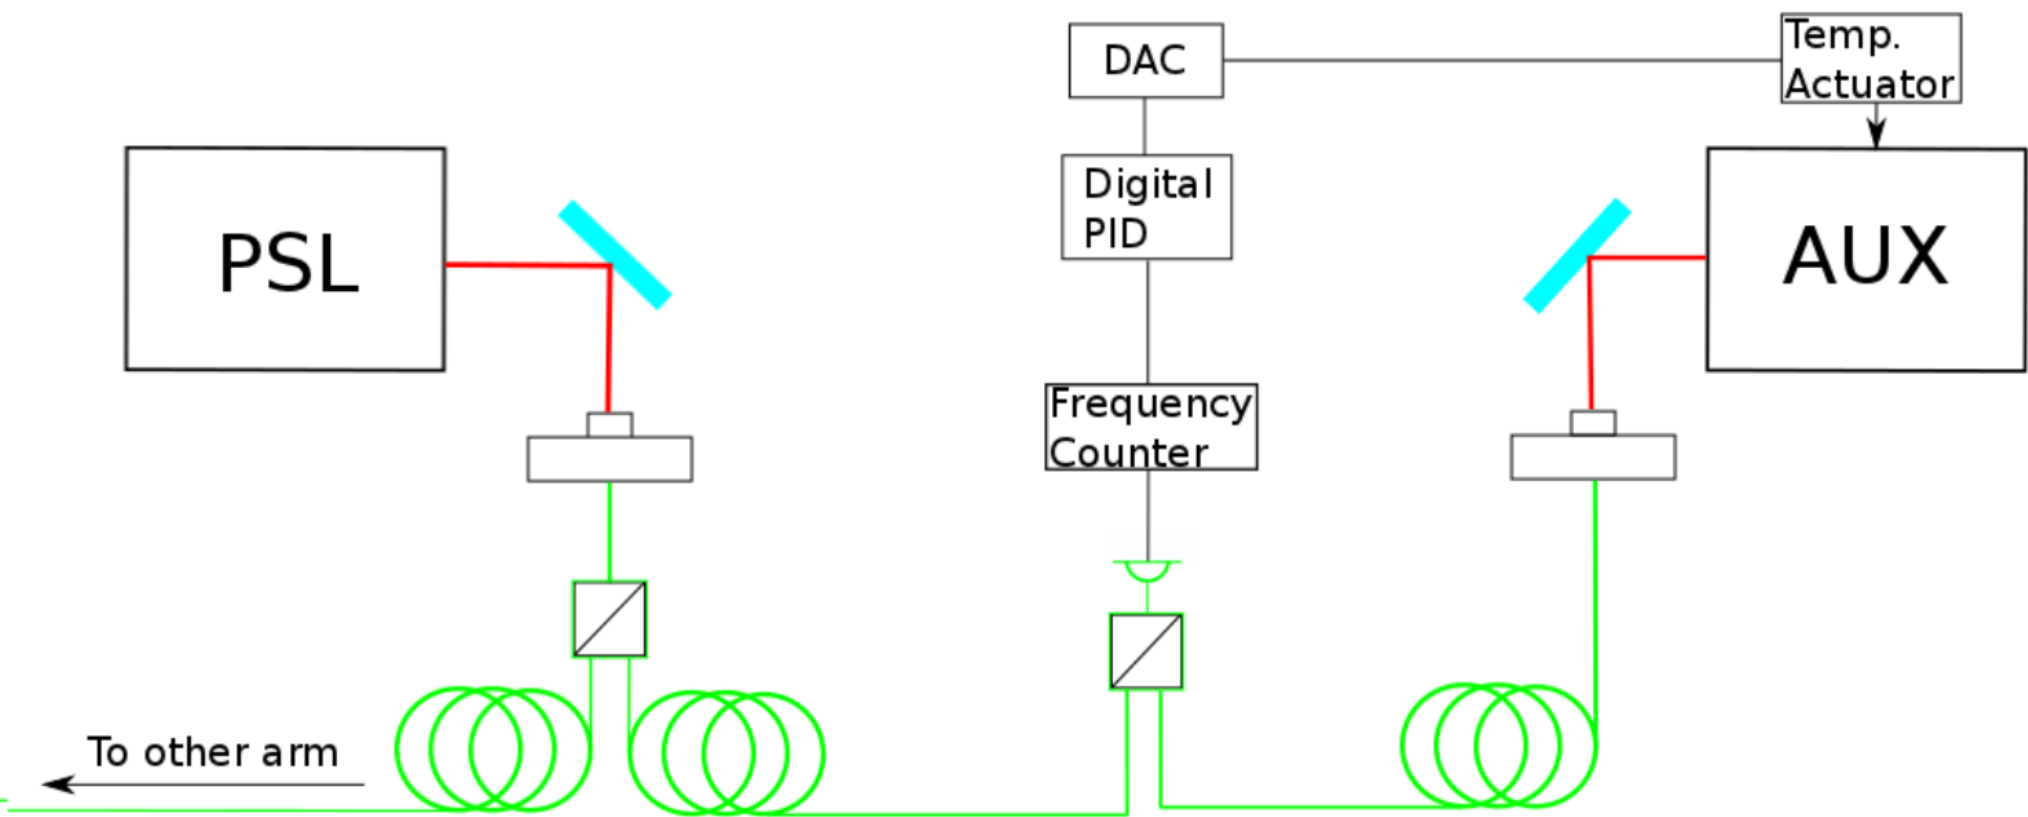 DAC
Temp.
Actuator
Digital
PID
PSL
AUX
Frequency
Counter
To other arm